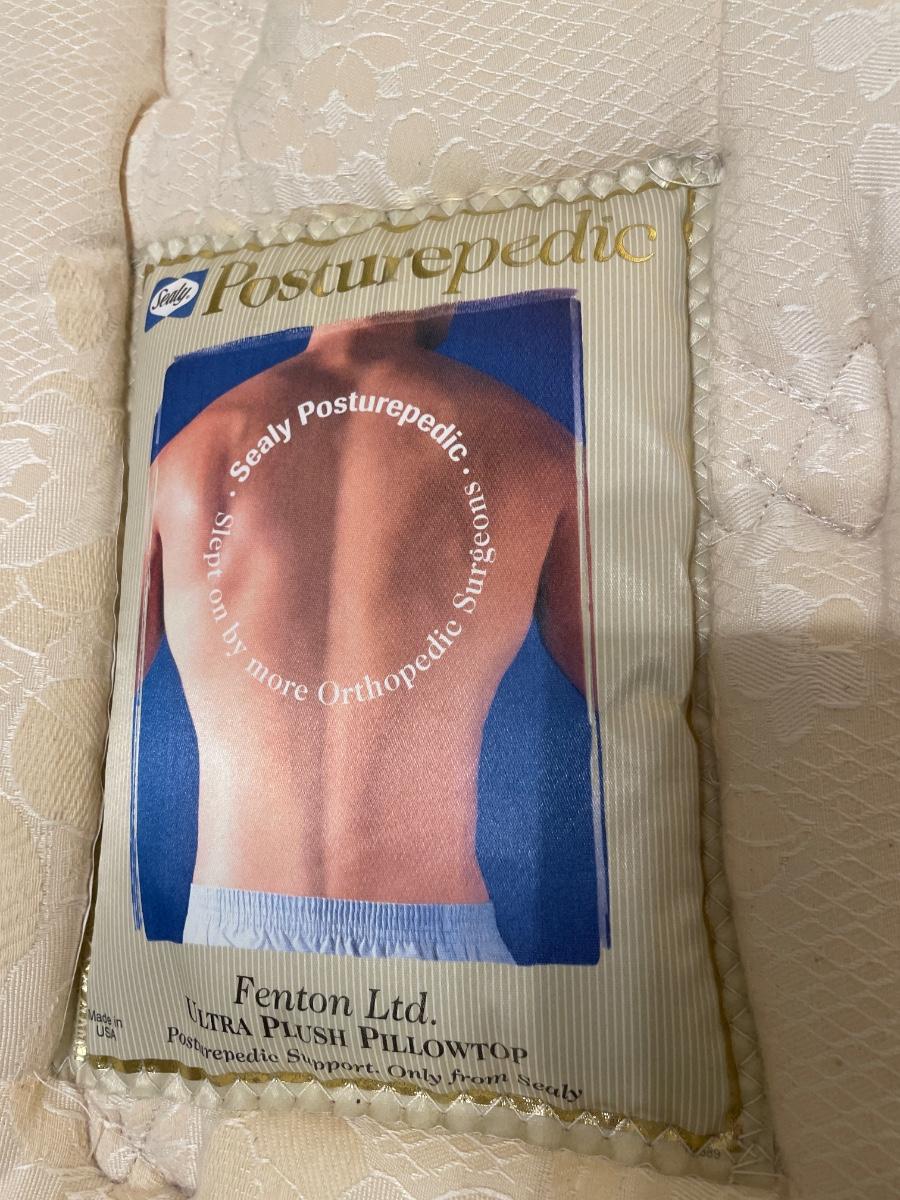 Sealy
Posturepedic
· Sealy Posturepedic ·
Slept on by more Orthopedic Surgeons
Fenton Ltd.
ULTRA PLUSH PILLOWTOP
Made in
USA
Posturepedic Support. Only from Sealy